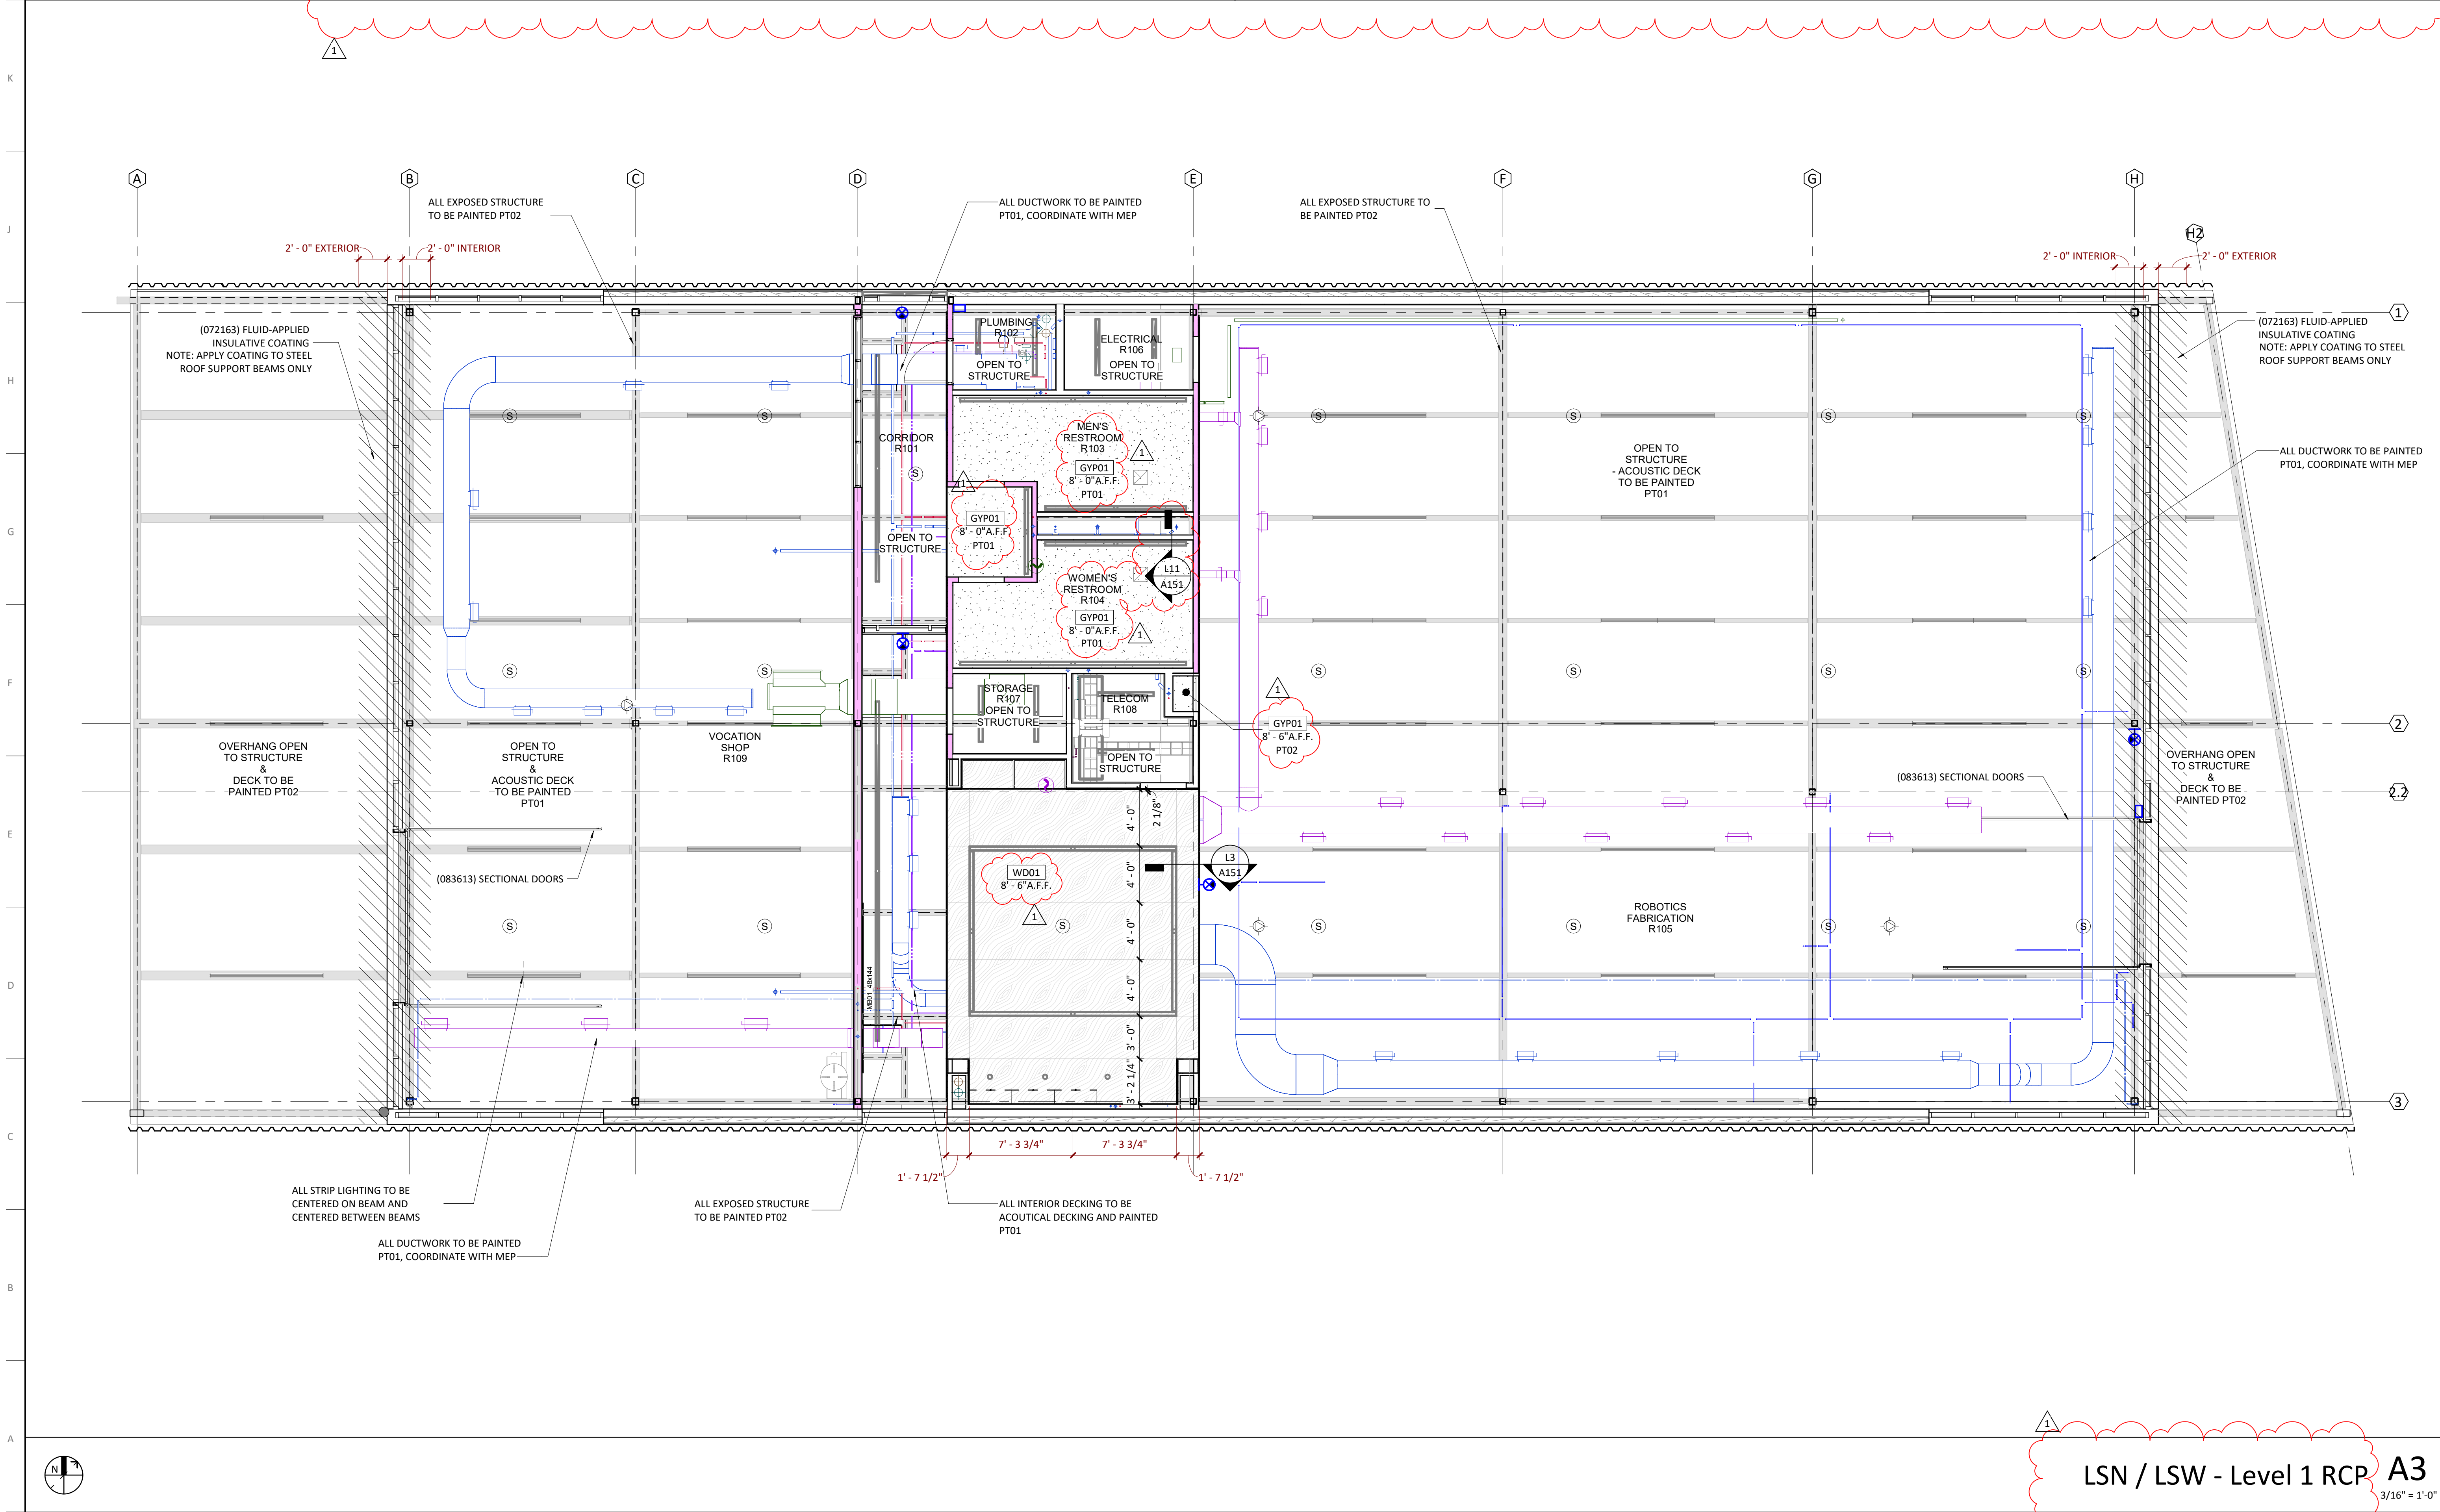 1
K
J
H
G
F
E
D
C
B
A
A
B
C
D
E
F
G
H
H2
1
2
2.2
3
ALL EXPOSED STRUCTURE
TO BE PAINTED PT02
ALL DUCTWORK TO BE PAINTED
PT01, COORDINATE WITH MEP
ALL EXPOSED STRUCTURE TO
BE PAINTED PT02
2' - 0" EXTERIOR
2' - 0" INTERIOR
2' - 0" INTERIOR
2' - 0" EXTERIOR
(072163) FLUID-APPLIED
INSULATIVE COATING
NOTE: APPLY COATING TO STEEL
ROOF SUPPORT BEAMS ONLY
(072163) FLUID-APPLIED
INSULATIVE COATING
NOTE: APPLY COATING TO STEEL
ROOF SUPPORT BEAMS ONLY
PLUMBING
R102
OPEN TO
STRUCTURE
ELECTRICAL
R106
OPEN TO
STRUCTURE
S
S
S
S
S
S
CORRIDOR
R101
S
MEN'S
RESTROOM
R103
GYP01
8' - 0"A.F.F.
PT01
1
1
GYP01
8' - 0"A.F.F.
PT01
OPEN TO
STRUCTURE
OPEN TO
STRUCTURE
- ACOUSTIC DECK
TO BE PAINTED
PT01
ALL DUCTWORK TO BE PAINTED
PT01, COORDINATE WITH MEP
L11
A151
WOMEN'S
RESTROOM
R104
GYP01
8' - 0"A.F.F.
PT01
1
S
S
S
S
S
S
STORAGE
R107
OPEN TO
STRUCTURE
TELECOM
R108
OPEN TO
STRUCTURE
1
GYP01
8' - 6"A.F.F.
PT02
OVERHANG OPEN
TO STRUCTURE
&
DECK TO BE
PAINTED PT02
OPEN TO
STRUCTURE
&
ACOUSTIC DECK
TO BE PAINTED
PT01
VOCATION
SHOP
R109
OVERHANG OPEN
TO STRUCTURE
&
DECK TO BE
PAINTED PT02
(083613) SECTIONAL DOORS
(083613) SECTIONAL DOORS
2 1/8"
4' - 0"
4' - 0"
4' - 0"
4' - 0"
3' - 0"
3' - 2 1/4"
WD01
8' - 6"A.F.F.
1
L3
A151
S
S
S
S
S
S
S
ROBOTICS
FABRICATION
R105
MB01 48x144
7' - 3 3/4"
7' - 3 3/4"
1' - 7 1/2"
1' - 7 1/2"
ALL STRIP LIGHTING TO BE
CENTERED ON BEAM AND
CENTERED BETWEEN BEAMS
ALL EXPOSED STRUCTURE
TO BE PAINTED PT02
ALL INTERIOR DECKING TO BE
ACOUTICAL DECKING AND PAINTED
PT01
ALL DUCTWORK TO BE PAINTED
PT01, COORDINATE WITH MEP
N
1
LSN / LSW - Level 1 RCP
A3
3/16" = 1'-0"